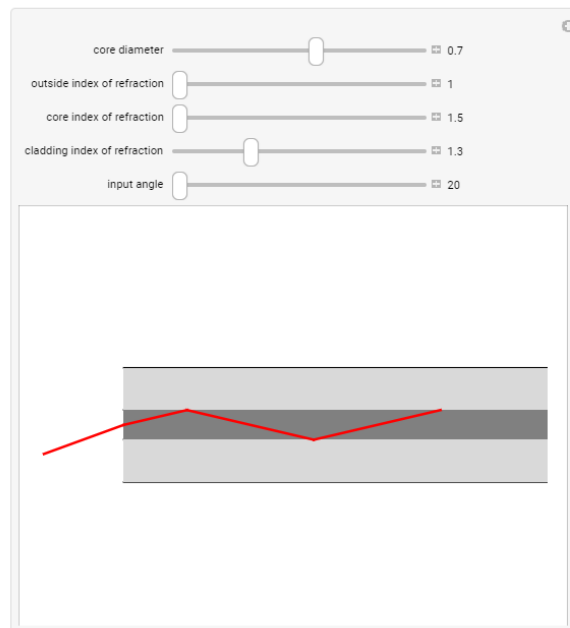 core diameter 0.7
outside index of refraction 1
core index of refraction 1.5
cladding index of refraction 1.3
input angle 20